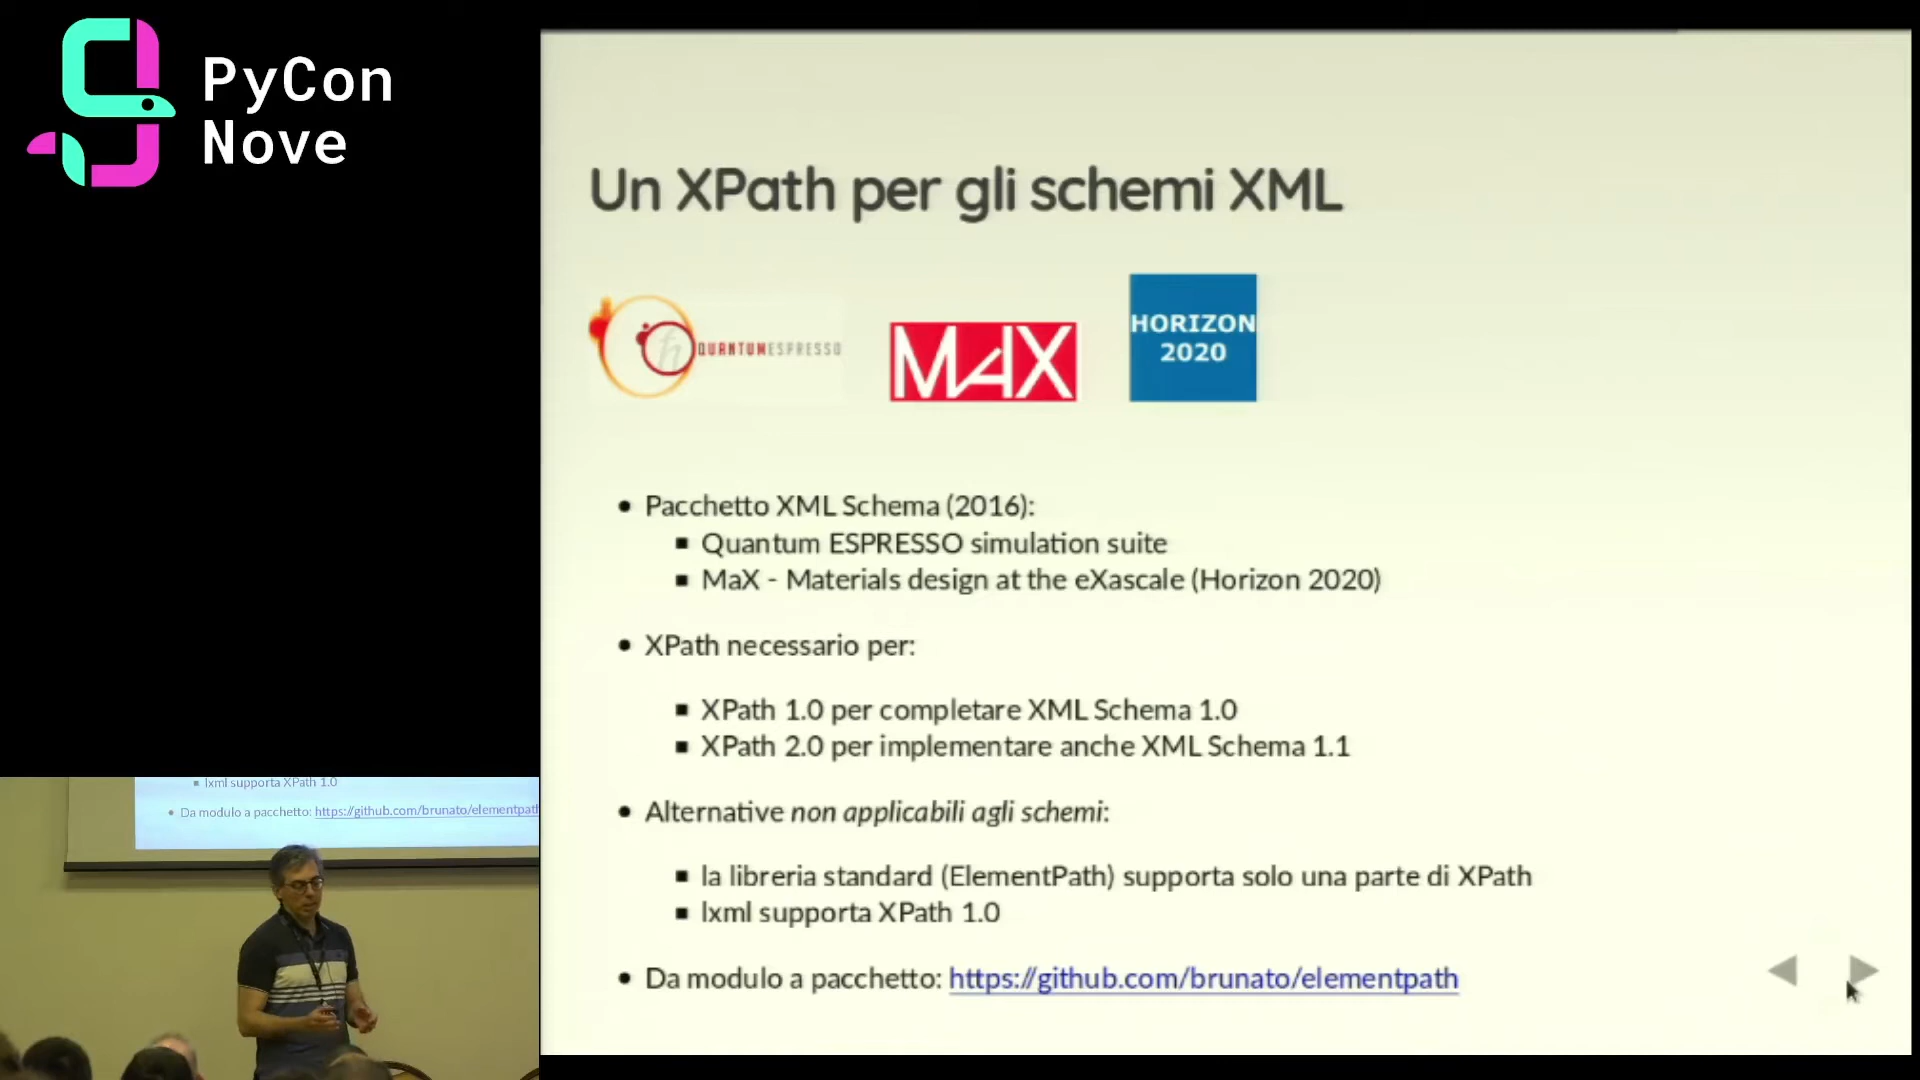 PyCon
Nove
Un XPath per gli schemi XML
QUANTUMESPRESSO
MAX
HORIZON
2020
Pacchetto XML Schema (2016):
Quantum ESPRESSO simulation suite
MaX - Materials design at the eXascale (Horizon 2020)
XPath necessario per:
XPath 1.0 per completare XML Schema 1.0
XPath 2.0 per implementare anche XML Schema 1.1
Alternative non applicabili agli schemi:
la libreria standard (ElementPath) supporta solo una parte di XPath
lxml supporta XPath 1.0
Da modulo a pacchetto: https://github.com/brunato/elementpath
lxml supporta XPath 1.0
Da modulo a pacchetto: https://github.com/brunato/elementpath